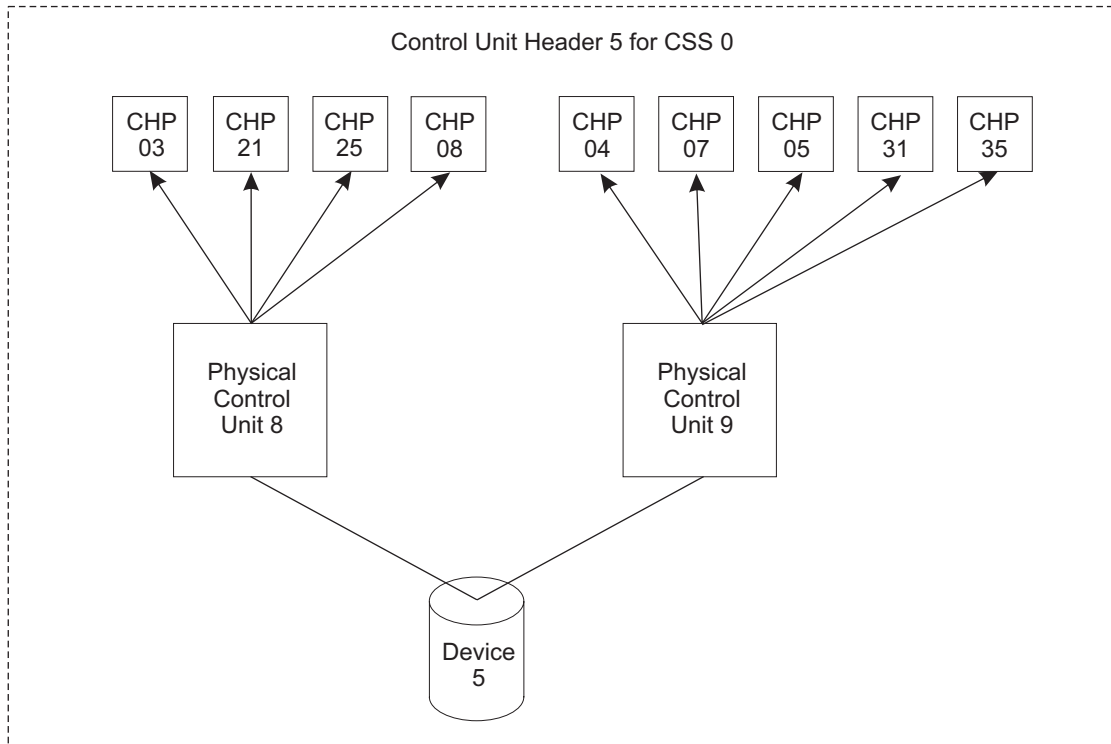 Control Unit Header 5 for CSS 0
CHP
03
CHP
21
CHP
25
CHP
08
CHP
04
CHP
07
CHP
05
CHP
31
CHP
35
Physical
Control
Unit 8
Physical
Control
Unit 9
Device
5